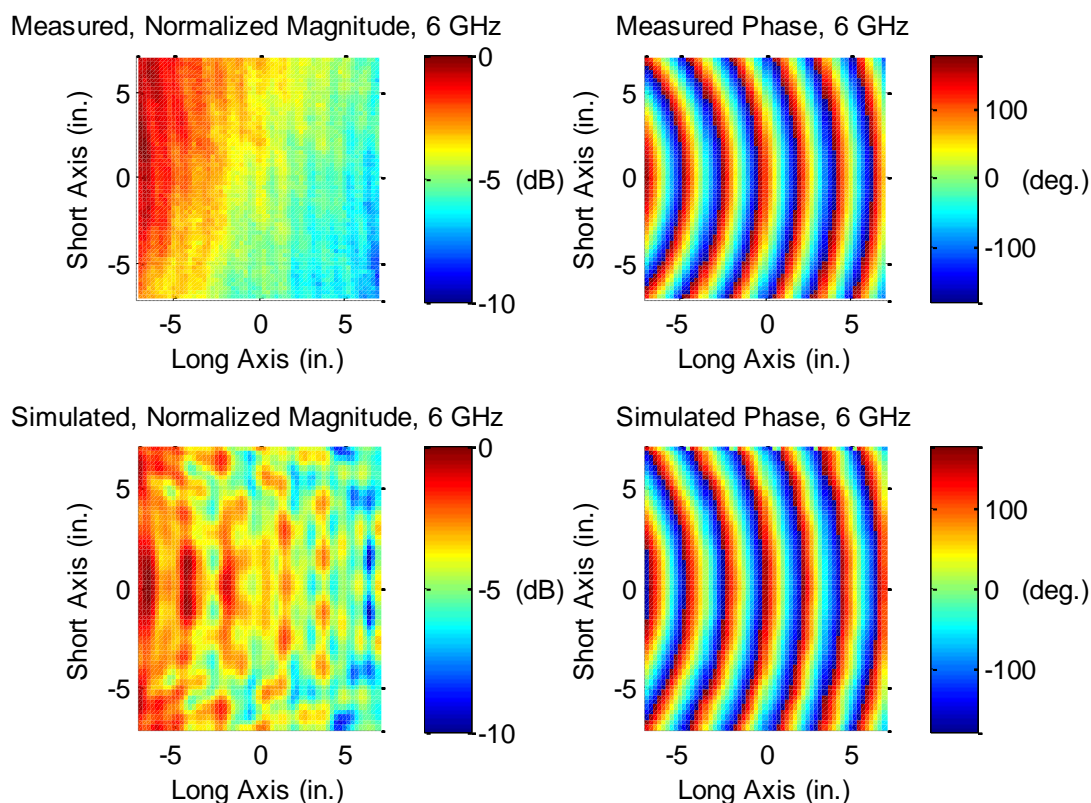 Measured, Normalized Magnitude, 6 GHz
Short Axis (in.)
5
0
-5
-5
0
5
Long Axis (in.)
0
-5
-10
(dB)
Measured Phase, 6 GHz
Short Axis (in.)
5
0
-5
-5
0
5
Long Axis (in.)
100
0
-100
(deg.)
Simulated, Normalized Magnitude, 6 GHz
Short Axis (in.)
5
0
-5
-5
0
5
Long Axis (in.)
0
-5
-10
(dB)
Simulated Phase, 6 GHz
Short Axis (in.)
5
0
-5
-5
0
5
Long Axis (in.)
100
0
-100
(deg.)